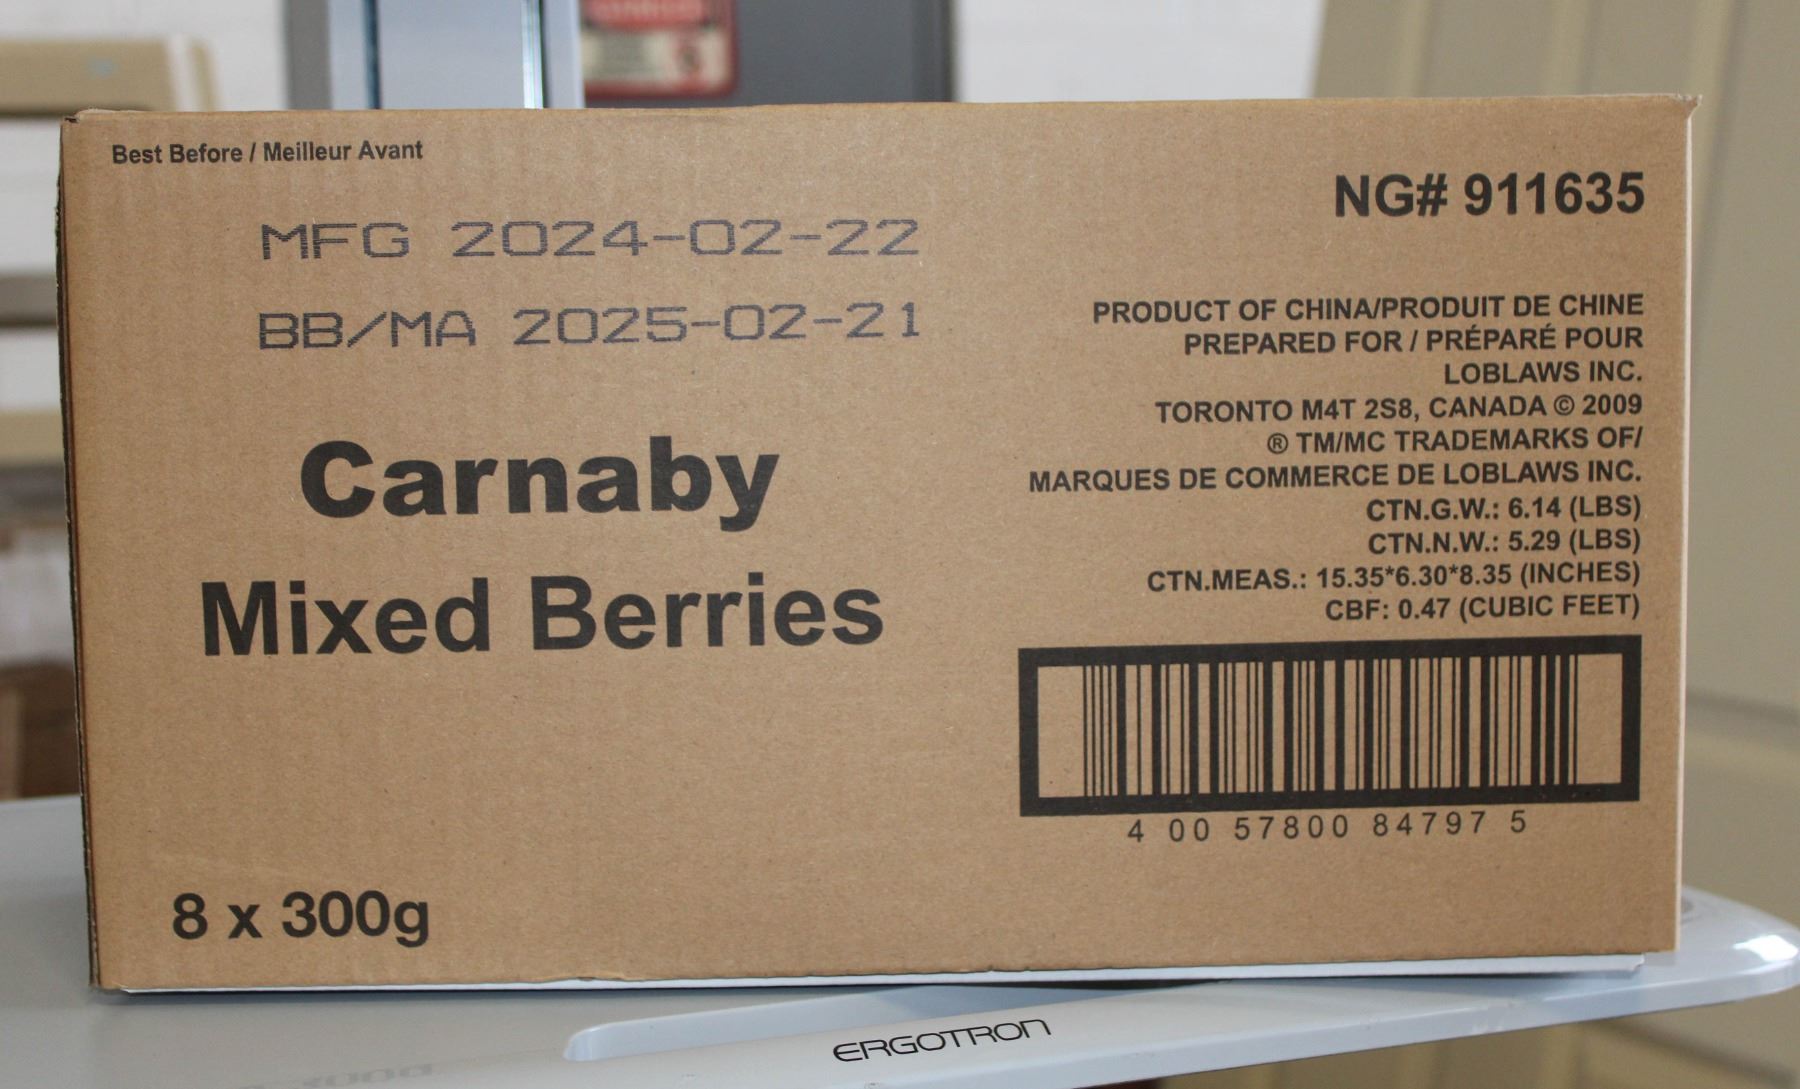 Best Before / Meilleur Avant
MFG 2024-02-22
BB/MA 2025-02-21
Carnaby
Mixed Berries
8 x 300g
NG# 911635
PRODUCT OF CHINA/PRODUIT DE CHINE
PREPARED FOR / PRÉPARÉ POUR
LOBLAWS INC.
TORONTO M4T 2S8, CANADA © 2009
® TM/MC TRADEMARKS OF/
MARQUES DE COMMERCE DE LOBLAWS INC.
CTN.G.W.: 6.14 (LBS)
CTN.N.W.: 5.29 (LBS)
CTN.MEAS.: 15.35*6.30*8.35 (INCHES)
CBF: 0.47 (CUBIC FEET)
4 00 57800 84797 5
ERGOTRON